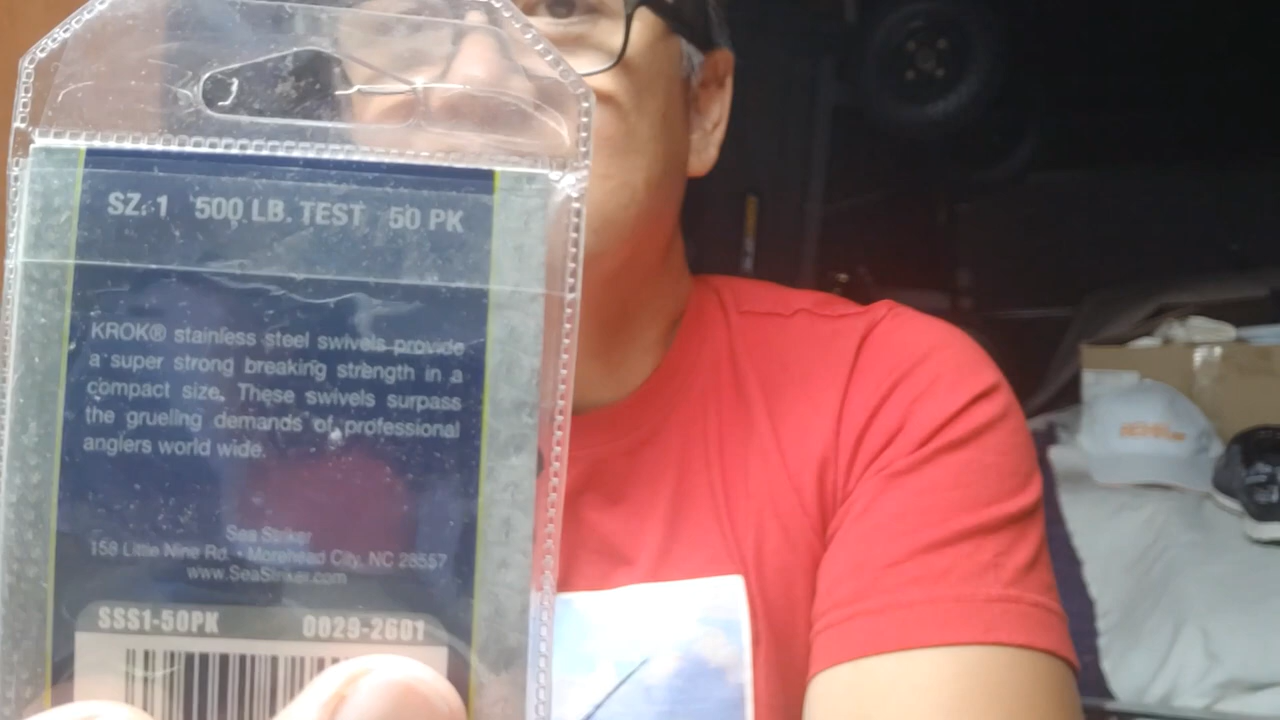 SZ. 1 500 LB. TEST 50 PK
KROK® stainless steel swivels provide
a super strong breaking strength in a
compact size. These swivels surpass
the grueling demands of professional
anglers world wide.
Sea Striker
158 Little Nine Rd. • Morehead City, NC 28557
www.SeaStriker.com
SSS1-50PK 0029-2601